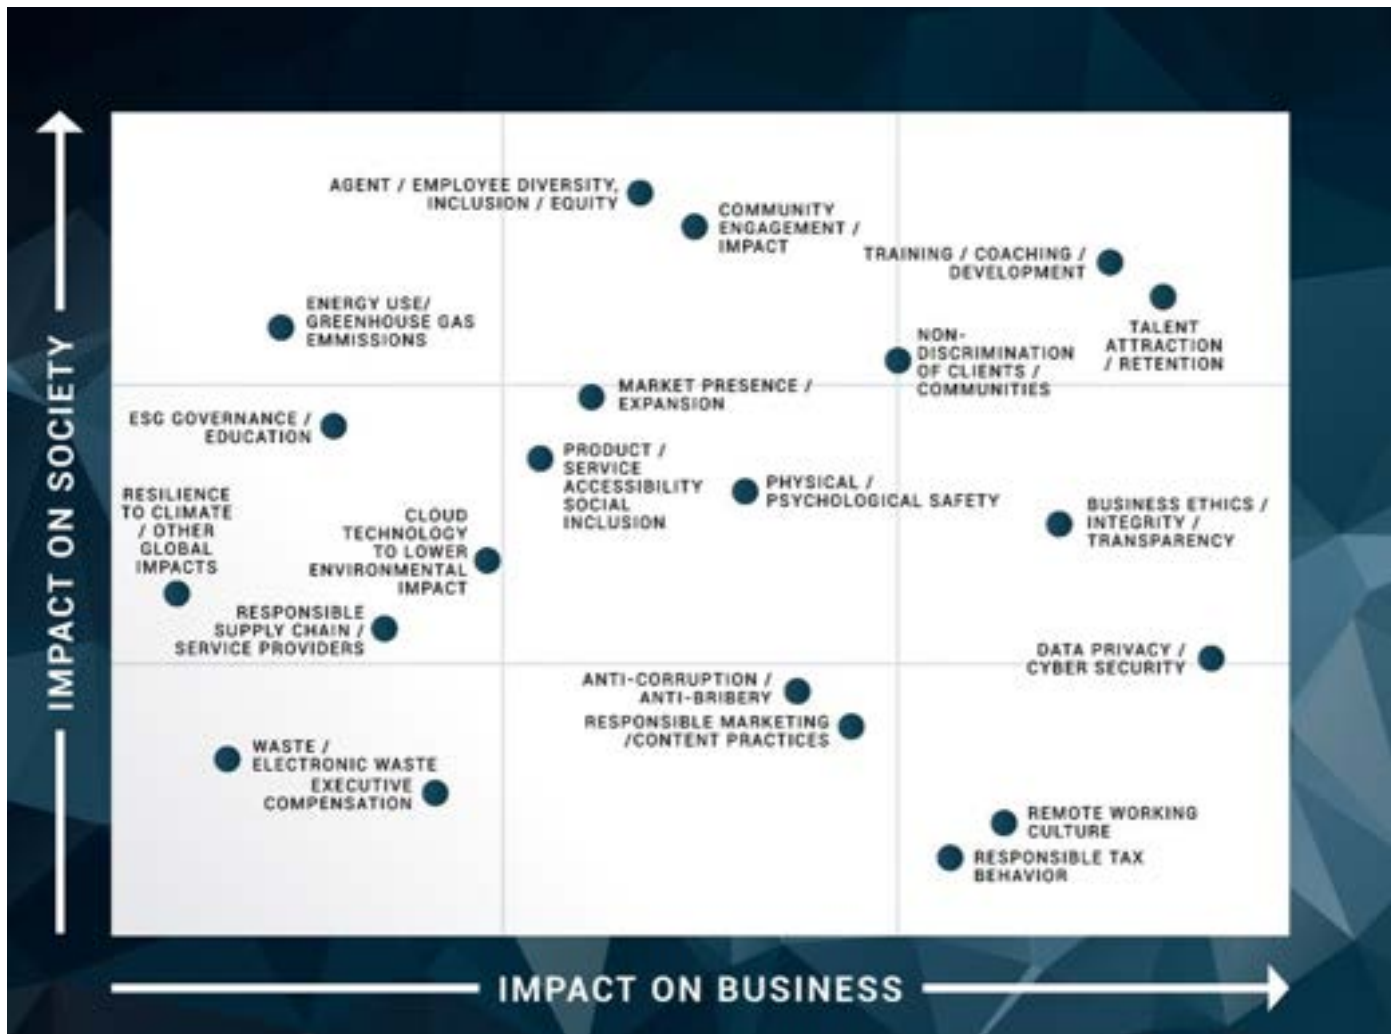 AGENT / EMPLOYEE DIVERSITY,
INCLUSION / EQUITY
COMMUNITY
ENGAGEMENT /
IMPACT
TRAINING / COACHING /
DEVELOPMENT
TALENT
ATTRACTION
/ RETENTION
ENERGY USE/
GREENHOUSE GAS
EMMISSIONS
NON-
DISCRIMINATION
OF CLIENTS /
COMMUNITIES
MARKET PRESENCE /
EXPANSION
ESG GOVERNANCE /
EDUCATION
PRODUCT /
SERVICE
ACCESSIBILITY
SOCIAL
INCLUSION
PHYSICAL /
PSYCHOLOGICAL SAFETY
BUSINESS ETHICS /
INTEGRITY /
TRANSPARENCY
RESILIENCE
TO CLIMATE
/ OTHER
GLOBAL
IMPACTS
CLOUD
TECHNOLOGY
TO LOWER
ENVIRONMENTAL
IMPACT
RESPONSIBLE
SUPPLY CHAIN /
SERVICE PROVIDERS
DATA PRIVACY /
CYBER SECURITY
ANTI-CORRUPTION /
ANTI-BRIBERY
RESPONSIBLE MARKETING
/CONTENT PRACTICES
WASTE /
ELECTRONIC WASTE
EXECUTIVE
COMPENSATION
REMOTE WORKING
CULTURE
RESPONSIBLE TAX
BEHAVIOR
IMPACT ON SOCIETY
IMPACT ON BUSINESS